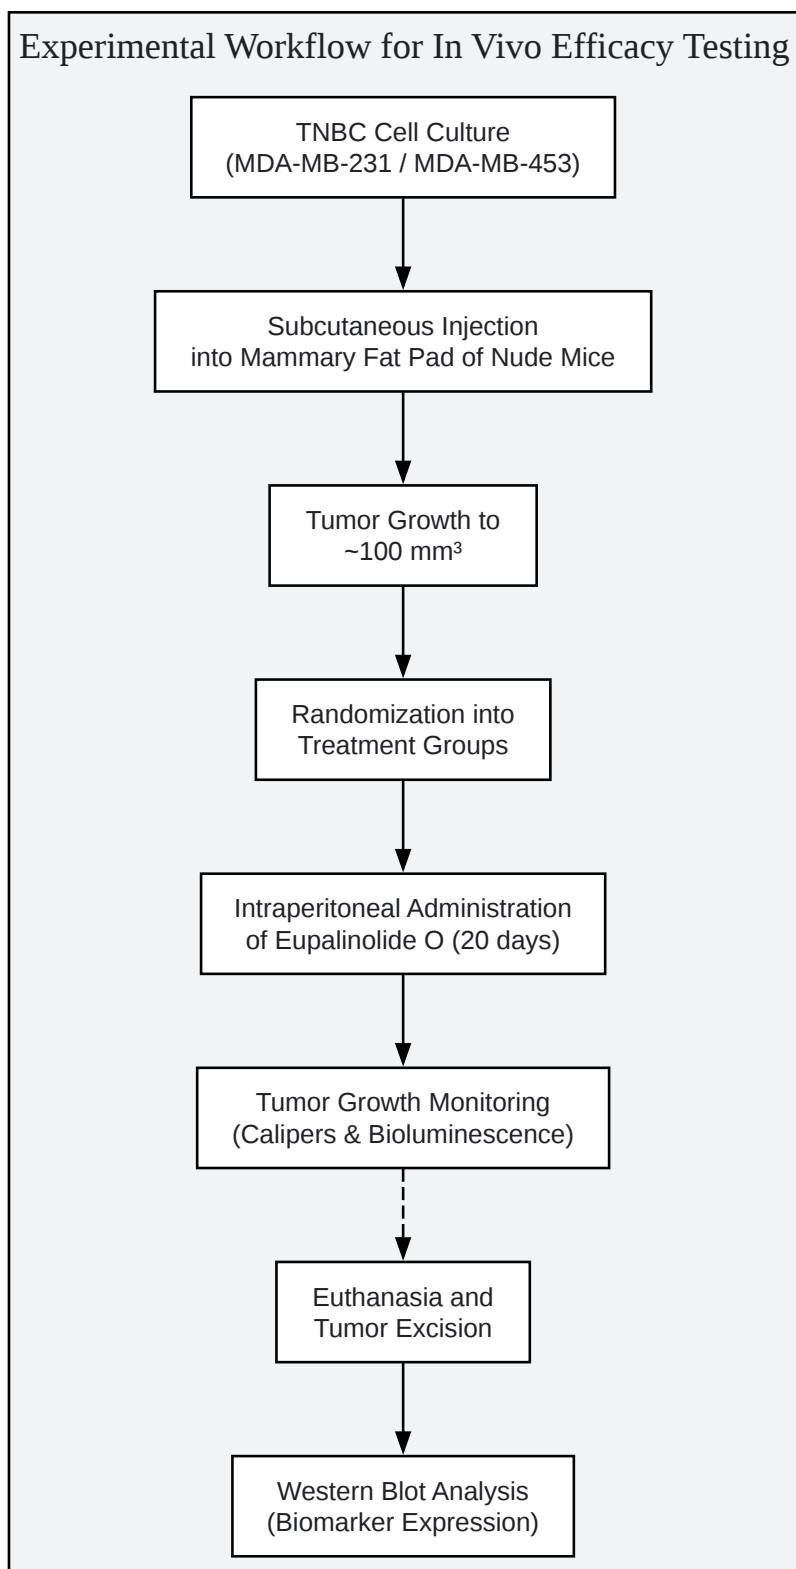 Experimental Workflow for In Vivo Efficacy Testing
TNBC Cell Culture
(MDA-MB-231 / MDA-MB-453)
Subcutaneous Injection
into Mammary Fat Pad of Nude Mice
Tumor Growth to
~100 mm³
Randomization into
Treatment Groups
Intraperitoneal Administration
of Eupalinolide O (20 days)
Tumor Growth Monitoring
(Calipers & Bioluminescence)
Euthanasia and
Tumor Excision
Western Blot Analysis
(Biomarker Expression)